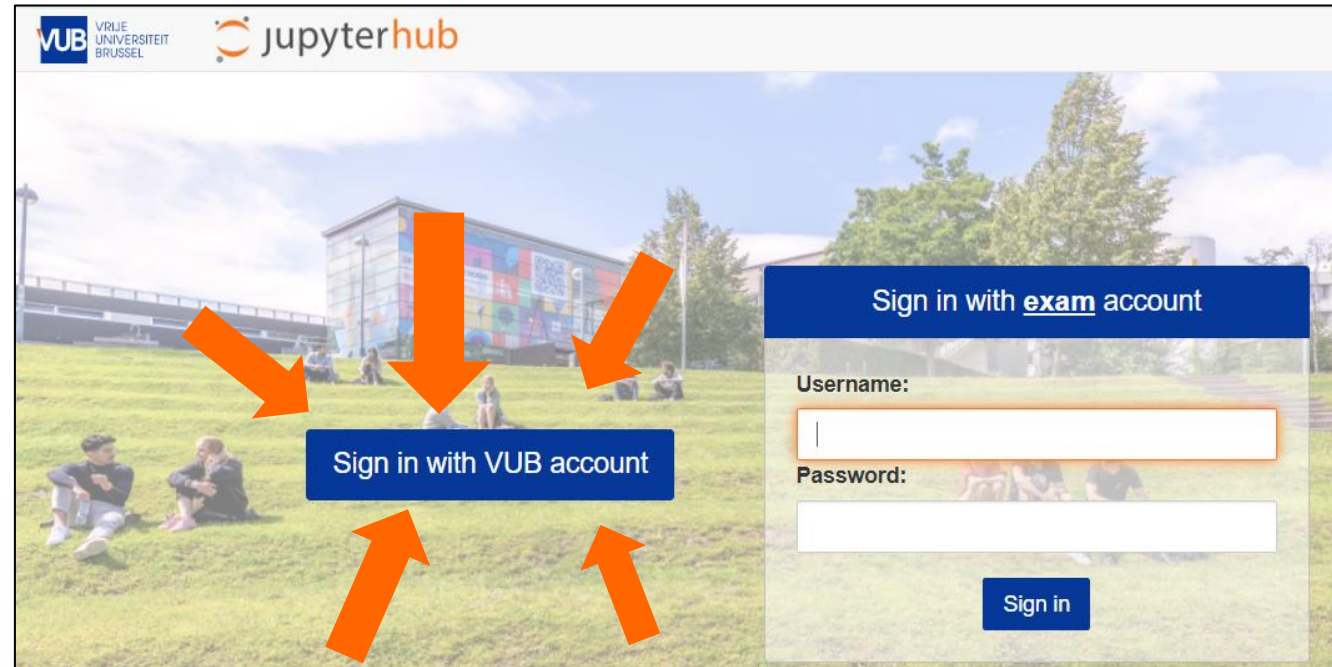 VUB
VRIJE
UNIVERSITEIT
BRUSSEL
jupyterhub
Sign in with VUB account
Sign in with exam account
Username:
Password:
Sign in